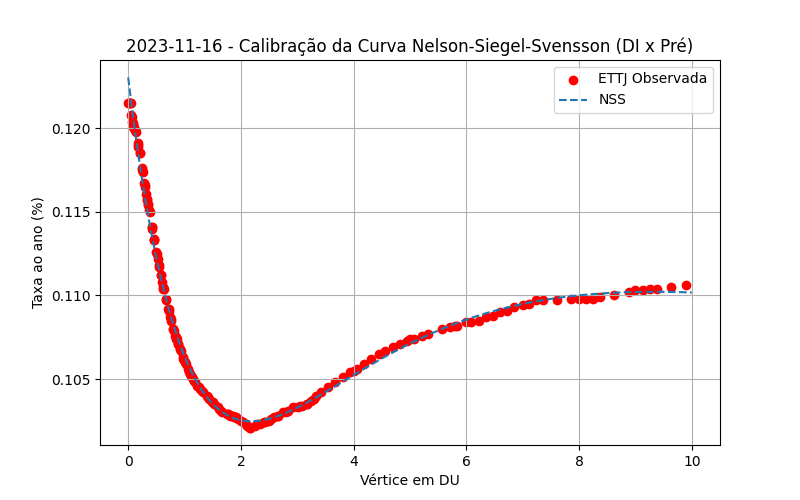 2023-11-16 - Calibração da Curva Nelson-Siegel-Svensson (DI x Pré)
ETTJ Observada
NSS
0.120
0.115
0.110
0.105
Taxa ao ano (%)
0
2
4
6
8
10
Vértice em DU